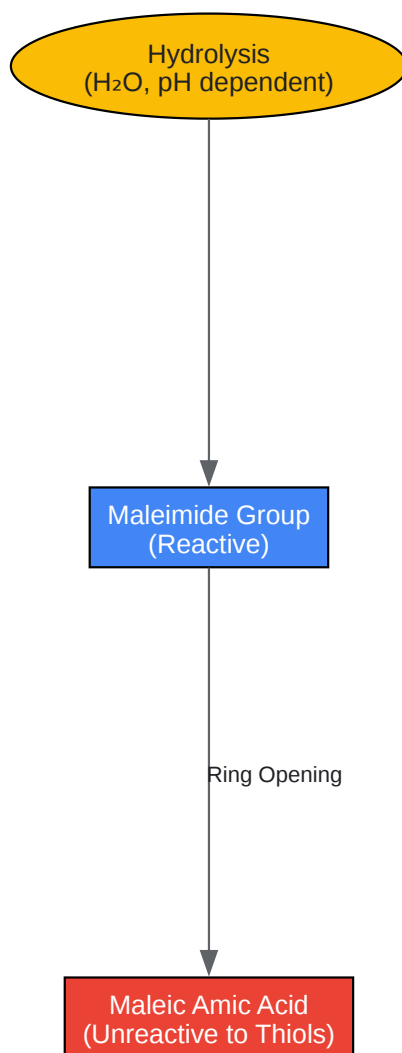 Hydrolysis
(H₂O, pH dependent)
Maleimide Group
(Reactive)
Ring Opening
Maleic Amic Acid
(Unreactive to Thiols)